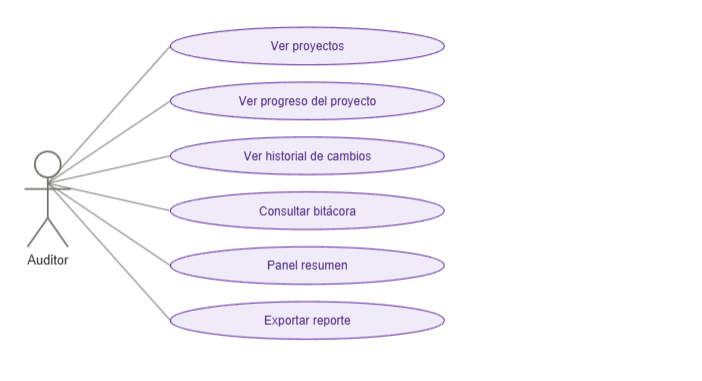 Ver proyectos
Ver progreso del proyecto
Ver historial de cambios
Consultar bitácora
Auditor
Panel resumen
Exportar reporte